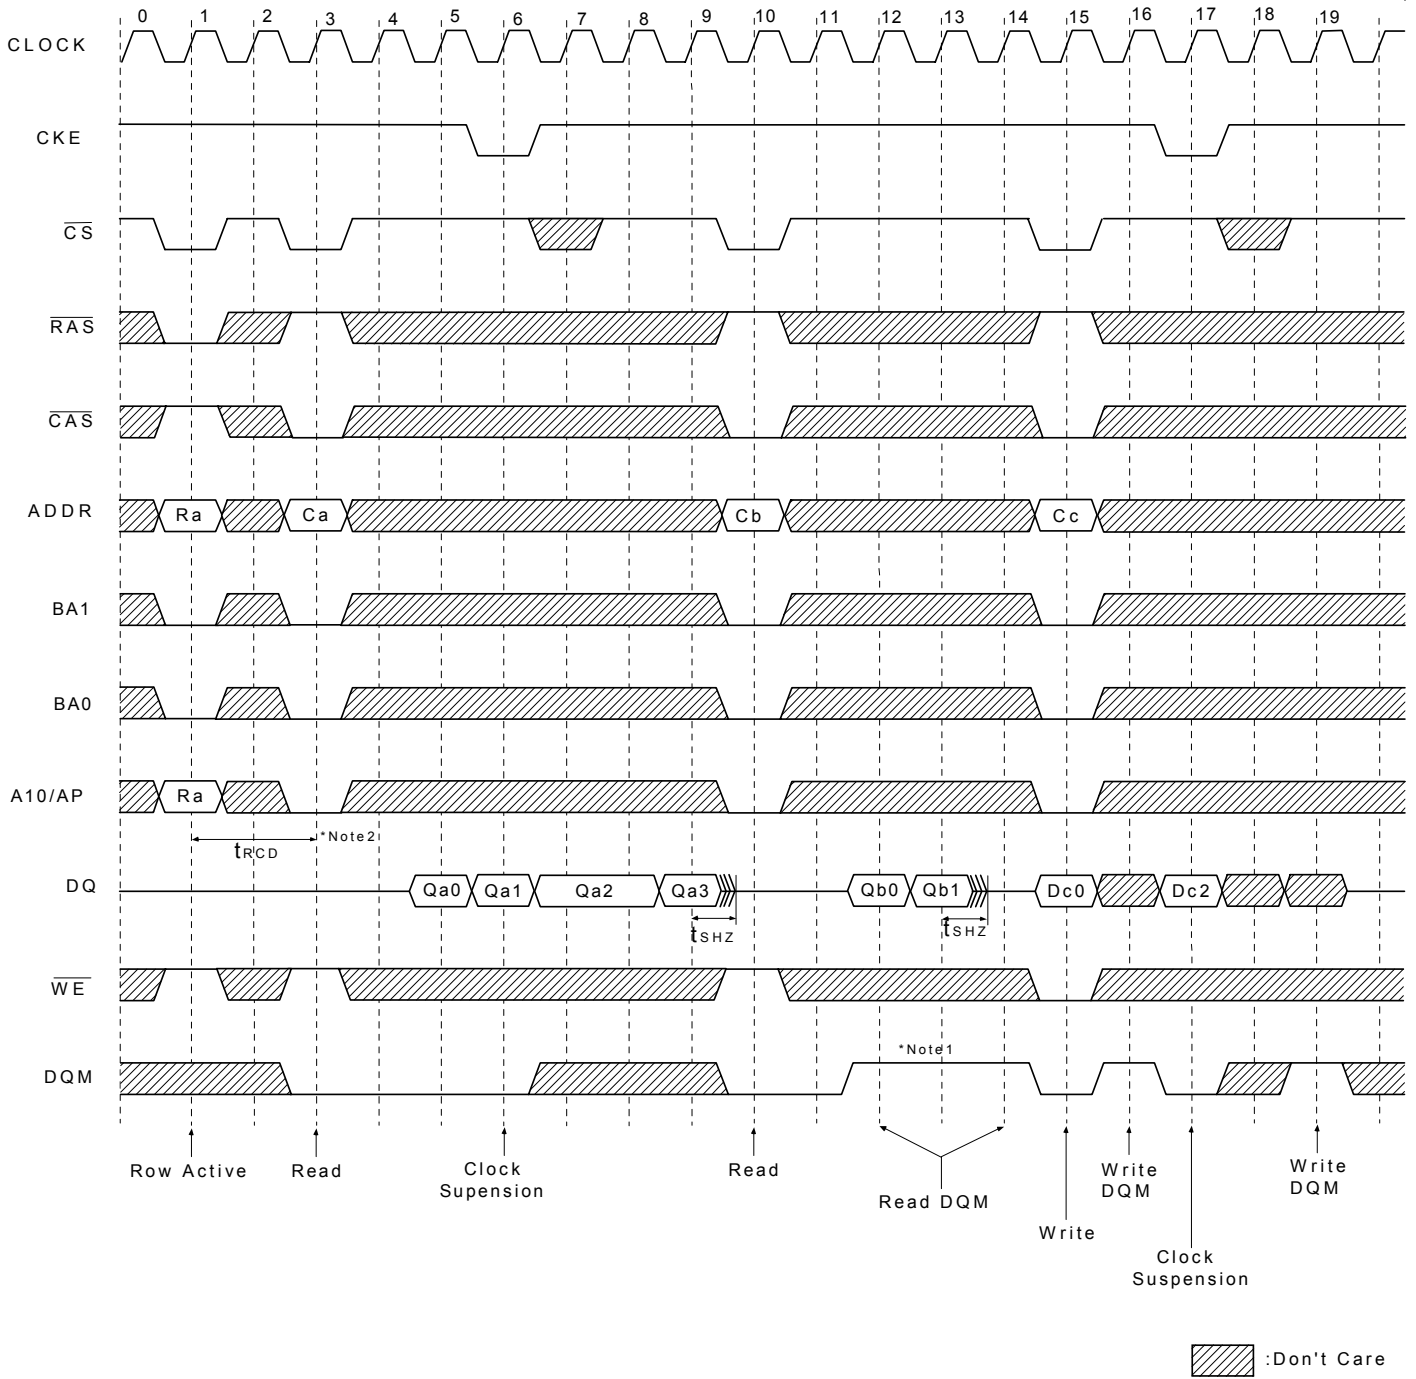 0 1 2 3 4 5 6 7 8 9 10 11 12 13 14 15 16 17 18 19
CLOCK
CKE
CS
RAS
CAS
ADDR Ra Ca Cb Cc
BA1
BA0
A10/AP Ra
tRCD *Note2
DQ Qa0 Qa1 Qa2 Qa3 Qb0 Qb1 Dc0 Dc2
tSHZ tSHZ
WE
*Note1
DQM
Row Active Read Clock Read Write Write
Supension DQM DQM
Read DQM
Write
Clock
Suspension
:Don't Care